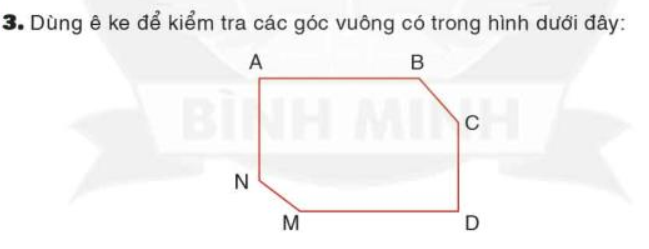 3. Dùng ê ke để kiểm tra các góc vuông có trong hình dưới đây:
A B
BÌNH MINH
C
N
M D